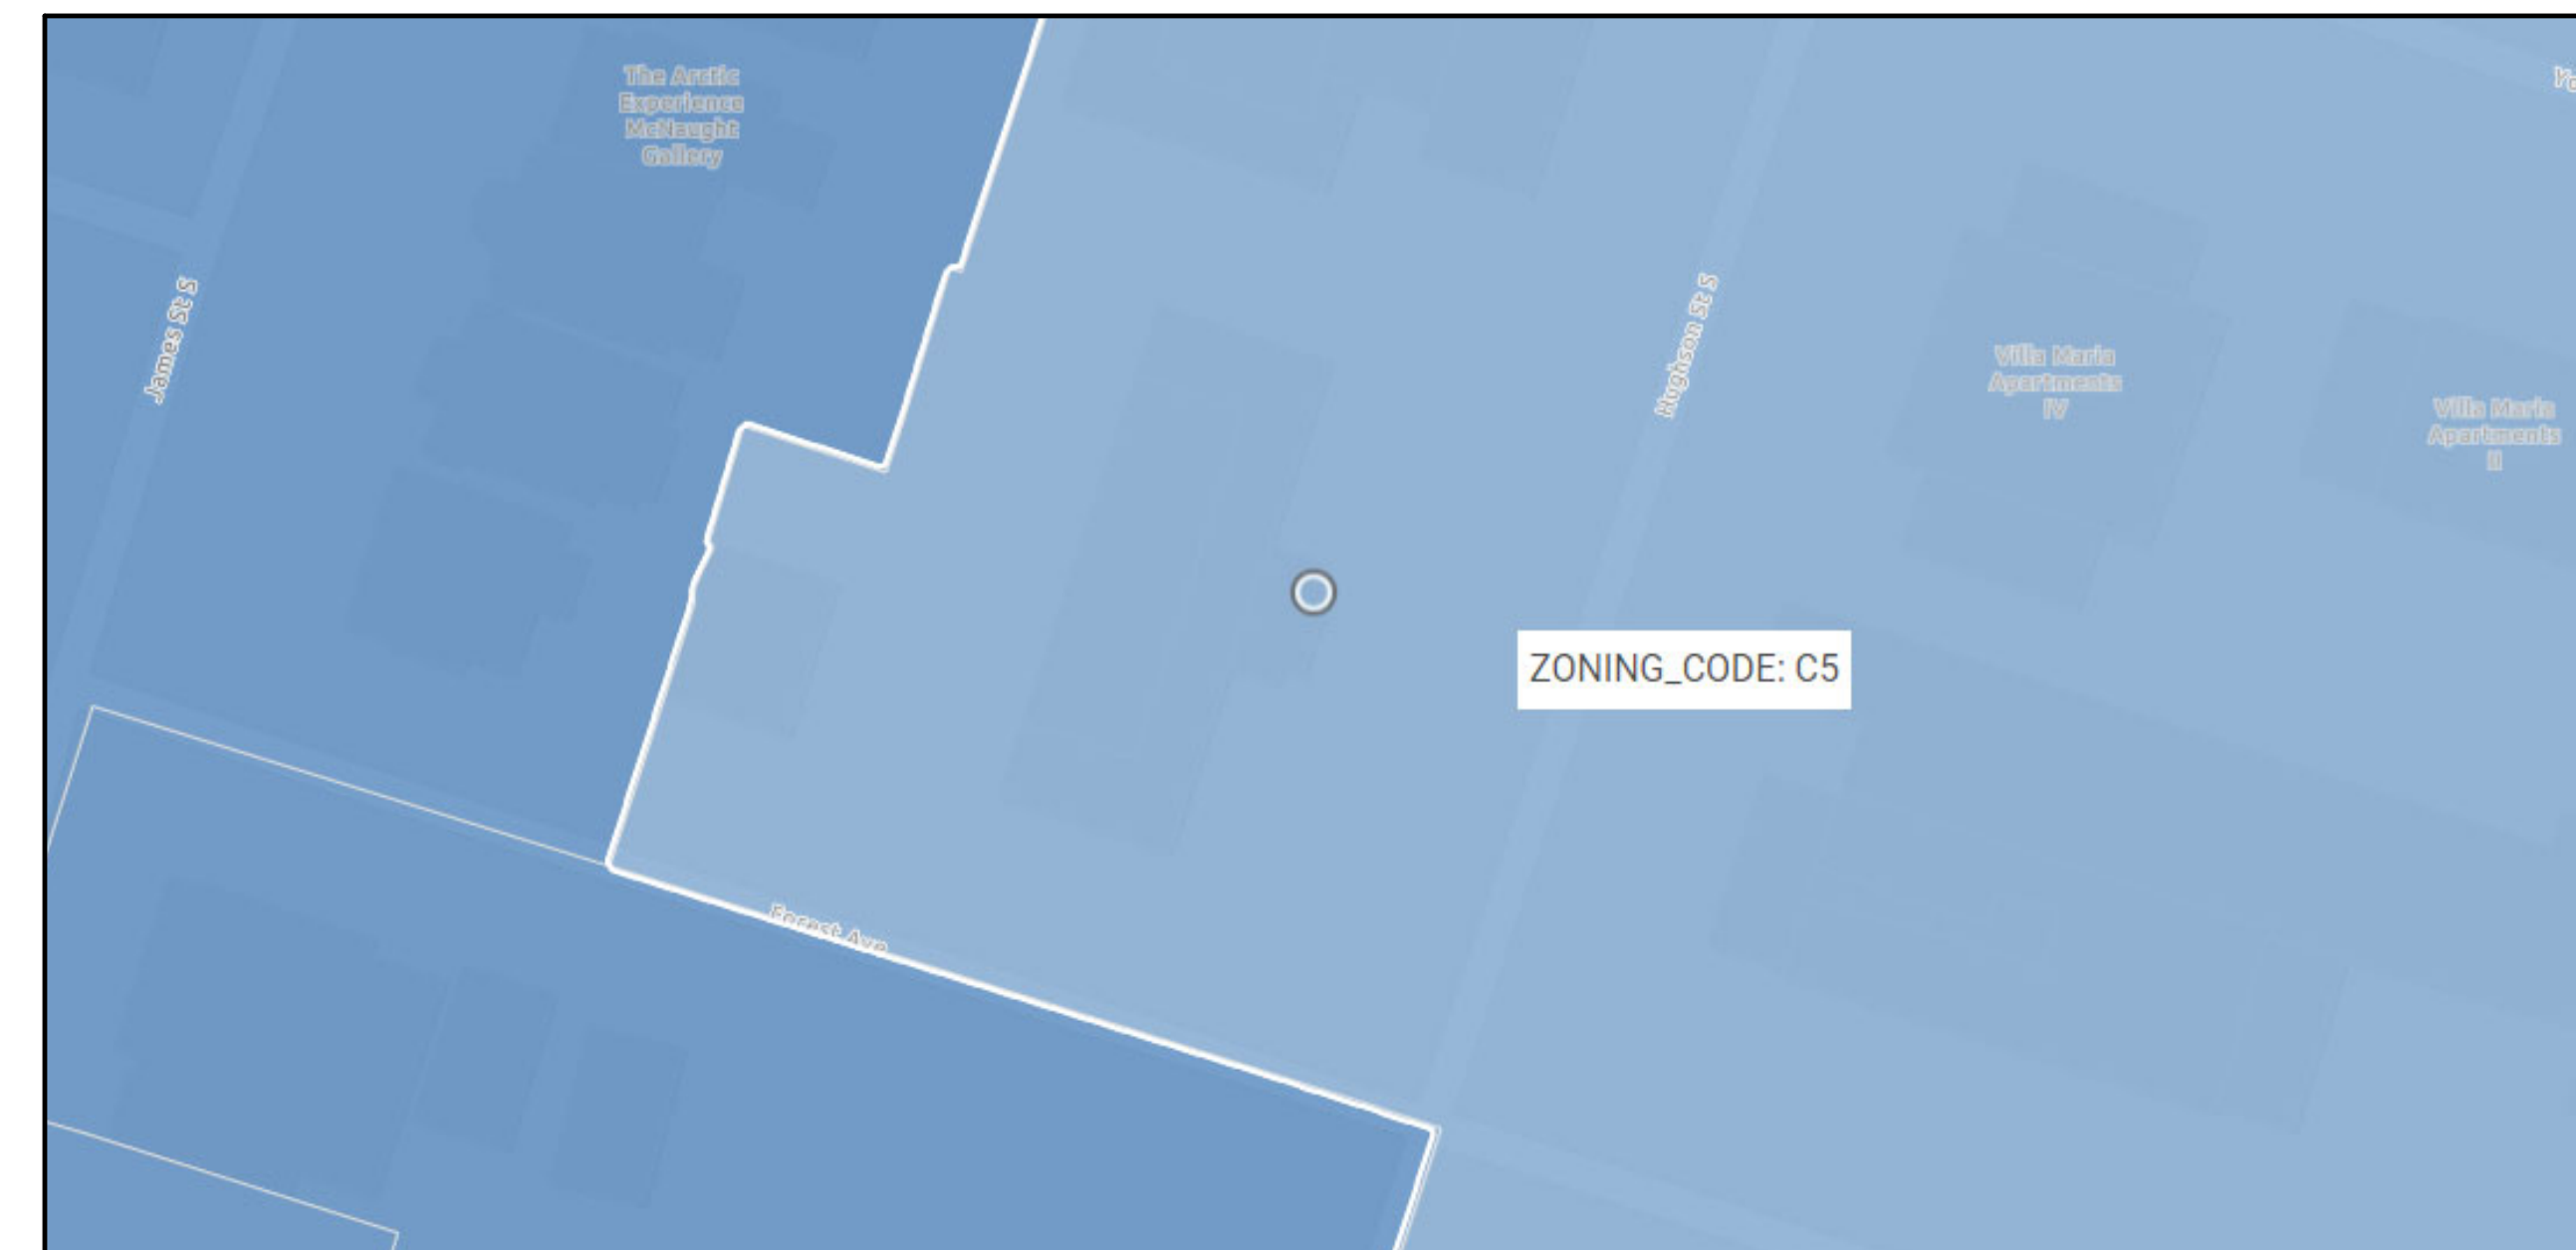 The Arctic
Experience
McNaught
Gallery
James St S
Hughson St S
Villa Maria
Apartments
IV
Villa Maria
Apartments
II
ZONING_CODE: C5
Forest Ave